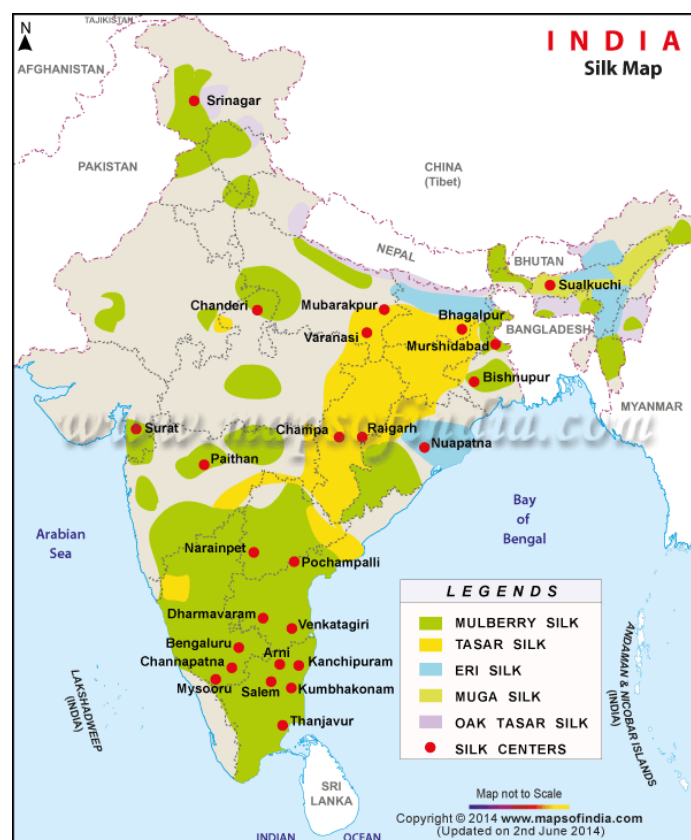 TAJIKISTAN
N
INDIA
Silk Map
AFGHANISTAN
Srinagar
PAKISTAN
CHINA
(Tibet)
NEPAL
BHUTAN
Sualkuchi
Chanderi
Mubarakpur
Bhagalpur
Varanasi
Murshidabad
BANGLADESH
Bishnupur
MYANMAR
www.mapsofindia.com
Surat
Champa
Raigarh
Nuapatna
Paithan
Arabian
Sea
Bay
of
Bengal
Narainpet
Pochampalli
Dharmavaram
Venkatagiri
Bengaluru
Arni
Channapatna
Kanchipuram
Mysooru
Salem
Kumbhakonam
Thanjavur
LAKSHADWEEP
(INDIA)
ANDAMAN & NICOBAR ISLANDS
(INDIA)
SRI
LANKA
INDIAN OCEAN
LEGENDS
MULBERRY SILK
TASAR SILK
ERI SILK
MUGA SILK
OAK TASAR SILK
SILK CENTERS
Map not to Scale
Copyright © 2014 www.mapsofindia.com
(Updated on 2nd June 2014)